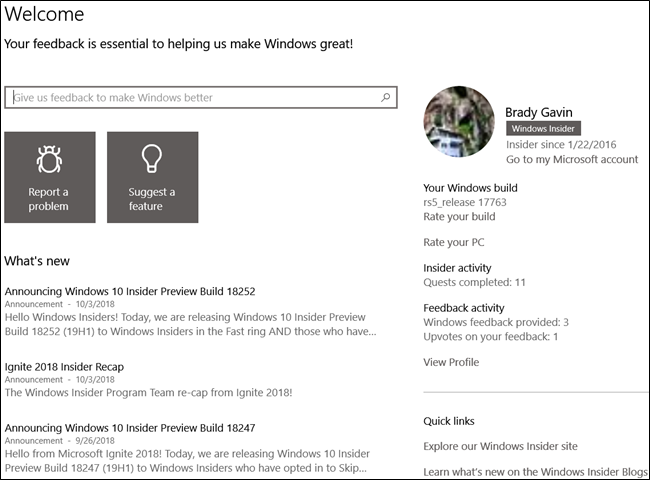 Welcome
Your feedback is essential to helping us make Windows great!
Give us feedback to make Windows better
Report a
problem
Suggest a
feature
What's new
Announcing Windows 10 Insider Preview Build 18252
Announcement - 10/3/2018
Hello Windows Insiders! Today, we are releasing Windows 10 Insider Preview
Build 18252 (19H1) to Windows Insiders in the Fast ring AND those who have...
Ignite 2018 Insider Recap
Announcement - 10/3/2018
The Windows Insider Program Team re-cap from Ignite 2018!
Announcing Windows 10 Insider Preview Build 18247
Announcement - 9/26/2018
Hello from Microsoft Ignite 2018! Today, we are releasing Windows 10 Insider
Preview Build 18247 (19H1) to Windows Insiders who have opted in to Skip...
Brady Gavin
Windows Insider
Insider since 1/22/2016
Go to my Microsoft account
Your Windows build
rs5_release 17763
Rate your build
Rate your PC
Insider activity
Quests completed: 11
Feedback activity
Windows feedback provided: 3
Upvotes on your feedback: 1
View Profile
Quick links
Explore our Windows Insider site
Learn what's new on the Windows Insider Blogs